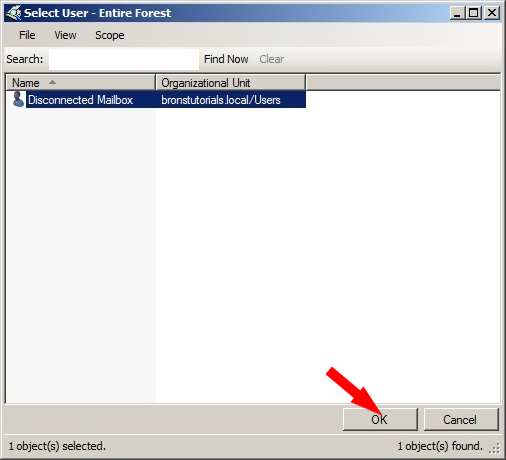 Select User - Entire Forest
File View Scope
Search: Find Now Clear
Name Organizational Unit
Disconnected Mailbox bronstutorials.local/Users
OK Cancel
1 object(s) selected. 1 object(s) found.